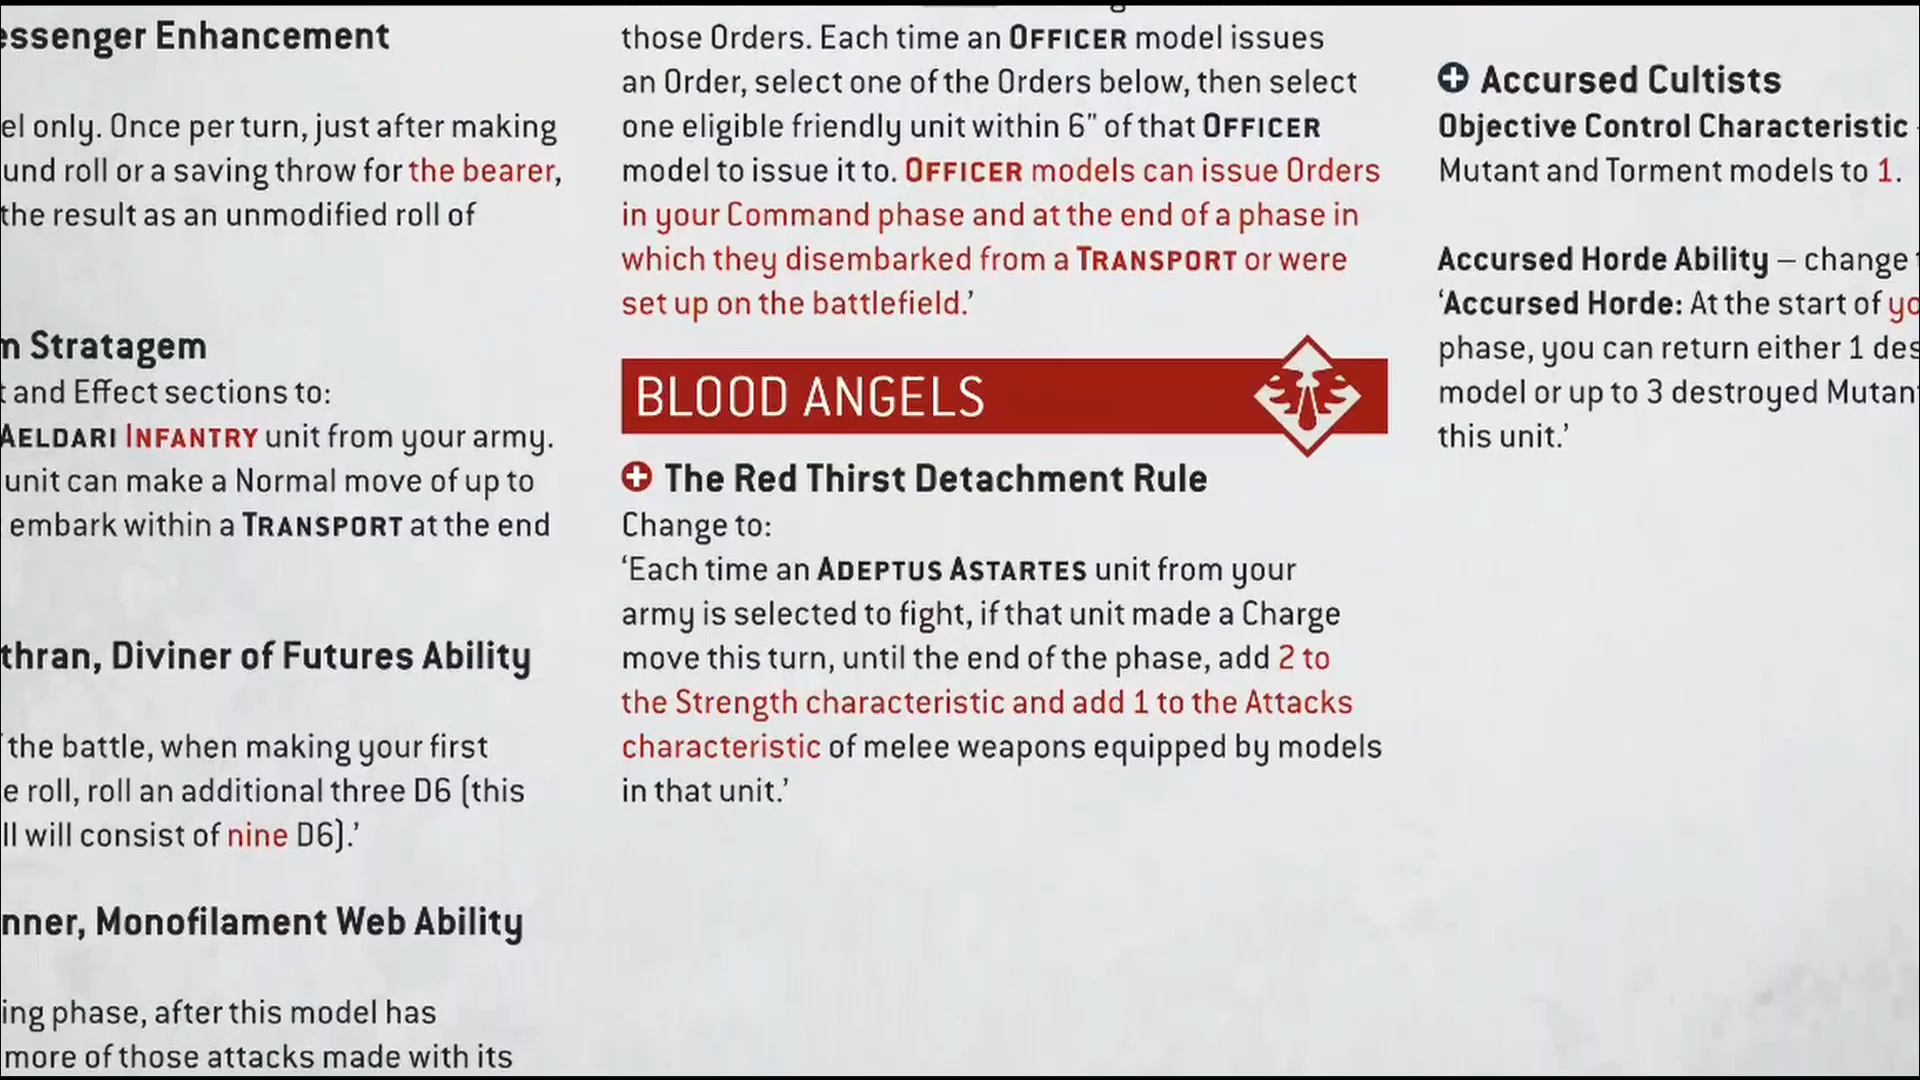 essenger Enhancement
el only. Once per turn, just after making
und roll or a saving throw for the bearer,
the result as an unmodified roll of
m Stratagem
t and Effect sections to:
AELDARI INFANTRY unit from your army.
unit can make a Normal move of up to
embark within a TRANSPORT at the end
thran, Diviner of Futures Ability
the battle, when making your first
e roll, roll an additional three D6 (this
ll will consist of nine D6).’
nner, Monofilament Web Ability
ing phase, after this model has
more of those attacks made with its
those Orders. Each time an OFFICER model issues
an Order, select one of the Orders below, then select
one eligible friendly unit within 6" of that OFFICER
model to issue it to. OFFICER models can issue Orders
in your Command phase and at the end of a phase in
which they disembarked from a TRANSPORT or were
set up on the battlefield.’
BLOOD ANGELS
The Red Thirst Detachment Rule
Change to:
‘Each time an ADEPTUS ASTARTES unit from your
army is selected to fight, if that unit made a Charge
move this turn, until the end of the phase, add 2 to
the Strength characteristic and add 1 to the Attacks
characteristic of melee weapons equipped by models
in that unit.’
Accursed Cultists
Objective Control Characteristic
Mutant and Torment models to 1.
Accursed Horde Ability – change
‘Accursed Horde: At the start of yo
phase, you can return either 1 des
model or up to 3 destroyed Mutan
this unit.’